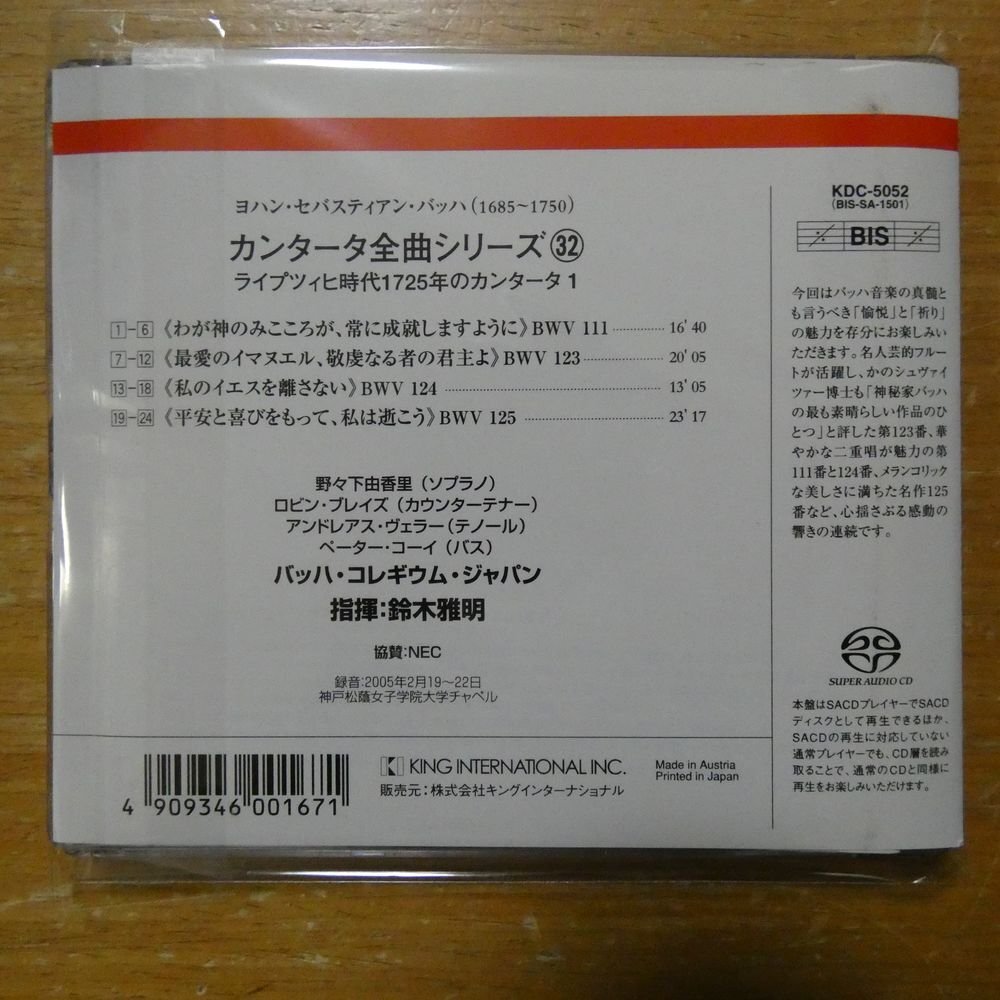 ヨハン・セバスティアン・バッハ(1685〜1750)
カンタータ全曲シリーズ㉜
ライプツィヒ時代1725年のカンタータ 1
1–6 《わが神のみこころが、常に成就しますように》BWV 111 ………… 16' 40
7–12 《最愛のイマヌエル、敬虔なる者の君主よ》BWV 123 ………… 20' 05
13–18 《私のイエスを離さない》BWV 124 ………… 13' 05
19–24 《平安と喜びをもって、私は逝こう》BWV 125 ………… 23' 17
野々下由香里(ソプラノ)
ロビン・ブレイズ(カウンターテナー)
アンドレアス・ヴェラー(テノール)
ペーター・コーイ(バス)
バッハ・コレギウム・ジャパン
指揮:鈴木雅明
協賛:NEC
録音:2005年2月19〜22日
神戸松蔭女子学院大学チャペル
4 909346 001671
KING INTERNATIONAL INC.
販売元:株式会社キングインターナショナル
Made in Austria
Printed in Japan
KDC-5052
(BIS-SA-1501)
BIS
今回はバッハ音楽の真髄と
も言うべき「愉悦」と「祈り」
の魅力を存分にお楽しみい
ただきます。名人芸的フルー
トが活躍し、かのシュヴァイ
ツァー博士も「神秘家バッハ
の最も素晴らしい作品のひ
とつ」と評した第123番、華
やかな二重唱が魅力の第
111番と124番、メランコリック
な美しさに満ちた名作125
番など、心揺さぶる感動の
響きの連続です。
SUPER AUDIO CD
本盤はSACDプレイヤーでSACD
ディスクとして再生できるほか、
SACDの再生に対応していない
通常プレイヤーでも、CD層を読み
取ることで、通常のCDと同様に
再生をお楽しみいただけます。